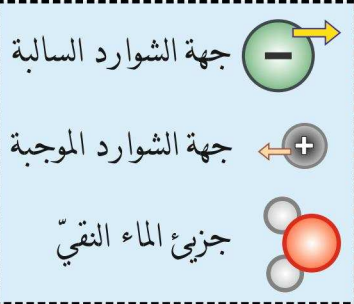 جهة الشوارد السالبة −
جهة الشوارد الموجبة +
جزيئ الماء النقيّ